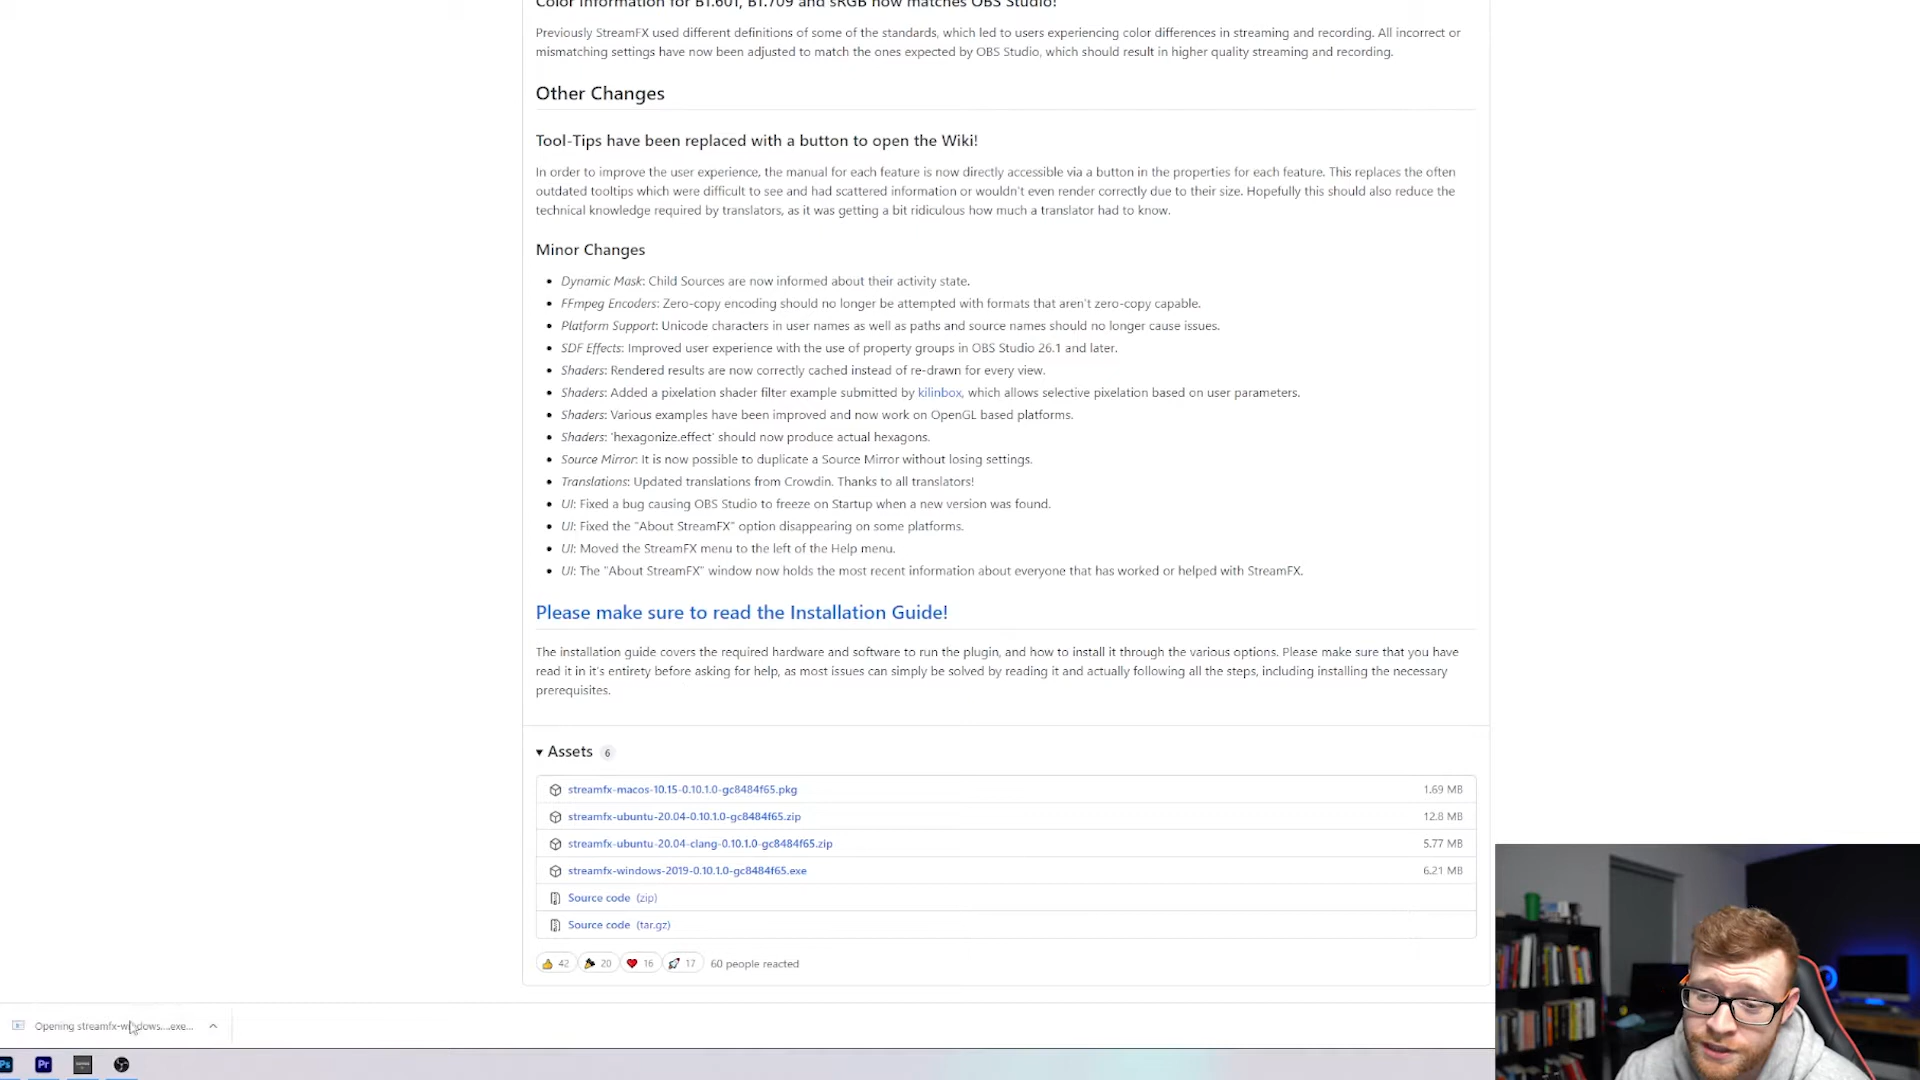 Color Information for BT.601, BT.709 and sRGB now matches OBS Studio!
Previously StreamFX used different definitions of some of the standards, which led to users experiencing color differences in streaming and recording. All incorrect or
mismatching settings have now been adjusted to match the ones expected by OBS Studio, which should result in higher quality streaming and recording.
Other Changes
Tool-Tips have been replaced with a button to open the Wiki!
In order to improve the user experience, the manual for each feature is now directly accessible via a button in the properties for each feature. This replaces the often
outdated tooltips which were difficult to see and had scattered information or wouldn't even render correctly due to their size. Hopefully this should also reduce the
technical knowledge required by translators, as it was getting a bit ridiculous how much a translator had to know.
Minor Changes
• Dynamic Mask: Child Sources are now informed about their activity state.
• FFmpeg Encoders: Zero-copy encoding should no longer be attempted with formats that aren't zero-copy capable.
• Platform Support: Unicode characters in user names as well as paths and source names should no longer cause issues.
• SDF Effects: Improved user experience with the use of property groups in OBS Studio 26.1 and later.
• Shaders: Rendered results are now correctly cached instead of re-drawn for every view.
• Shaders: Added a pixelation shader filter example submitted by kilinbox, which allows selective pixelation based on user parameters.
• Shaders: Various examples have been improved and now work on OpenGL based platforms.
• Shaders: 'hexagonize.effect' should now produce actual hexagons.
• Source Mirror: It is now possible to duplicate a Source Mirror without losing settings.
• Translations: Updated translations from Crowdin. Thanks to all translators!
• UI: Fixed a bug causing OBS Studio to freeze on Startup when a new version was found.
• UI: Fixed the "About StreamFX" option disappearing on some platforms.
• UI: Moved the StreamFX menu to the left of the Help menu.
• UI: The "About StreamFX" window now holds the most recent information about everyone that has worked or helped with StreamFX.
Please make sure to read the Installation Guide!
The installation guide covers the required hardware and software to run the plugin, and how to install it through the various options. Please make sure that you have
read it in it's entirety before asking for help, as most issues can simply be solved by reading it and actually following all the steps, including installing the necessary
prerequisites.
Assets 6
streamfx-macos-10.15-0.10.1.0-gc8484f65.pkg 1.69 MB
streamfx-ubuntu-20.04-0.10.1.0-gc8484f65.zip 12.8 MB
streamfx-ubuntu-20.04-clang-0.10.1.0-gc8484f65.zip 5.77 MB
streamfx-windows-2019-0.10.1.0-gc8484f65.exe 6.21 MB
Source code (zip)
Source code (tar.gz)
42 20 16 17 60 people reacted
Opening streamfx-windows....exe...
Ps Pr